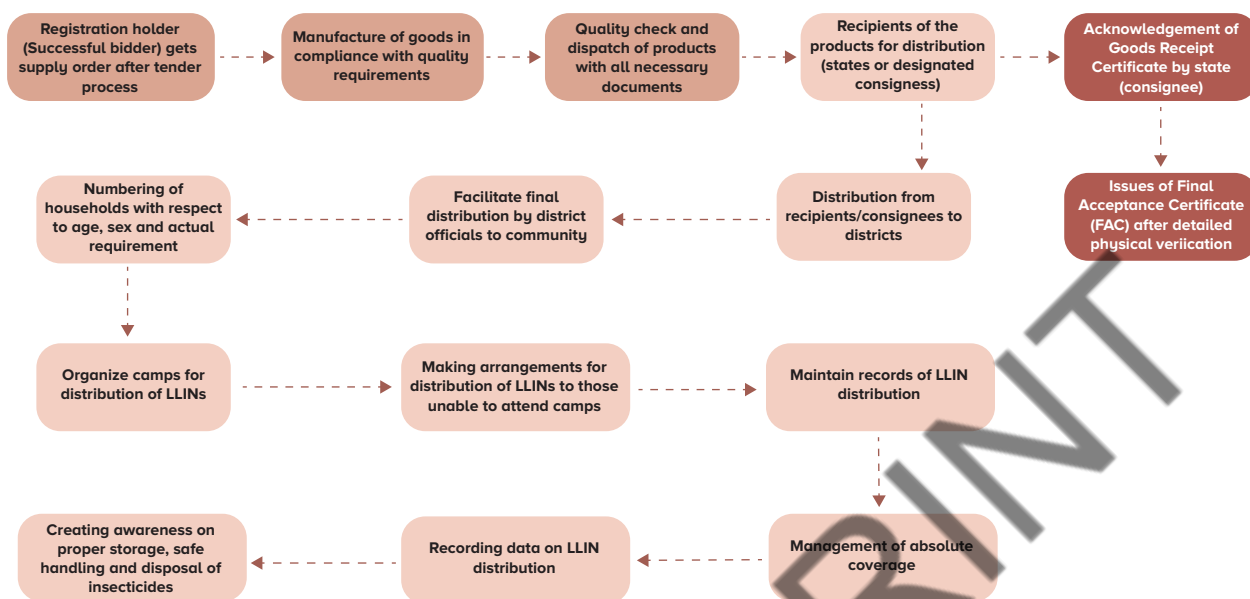 Registration holder
(Successful bidder) gets
supply order after tender
process
Manufacture of goods in
compliance with quality
requirements
Quality check and
dispatch of products
with all necessary
documents
Recipients of
the products for distribution
(states or designated
consigness)
Acknowledgement of
Goods Receipt
Certificate by state
(consignee)
Numbering of
households with respect
to age, sex and actual
requirement
Facilitate final
distribution by district
officials to community
Distribution from
recipients/consignees to
districts
Issues of Final
Acceptance Certificate
(FAC) after detailed
physical veriication
Organize camps for
distribution of LLINs
Making arrangements for
distribution of LLINs to those
unable to attend camps
Maintain records of LLIN
distribution
Creating awareness on
proper storage, safe
handling and disposal of
insecticides
Recording data on LLIN
distribution
Management of absolute
coverage
RINT